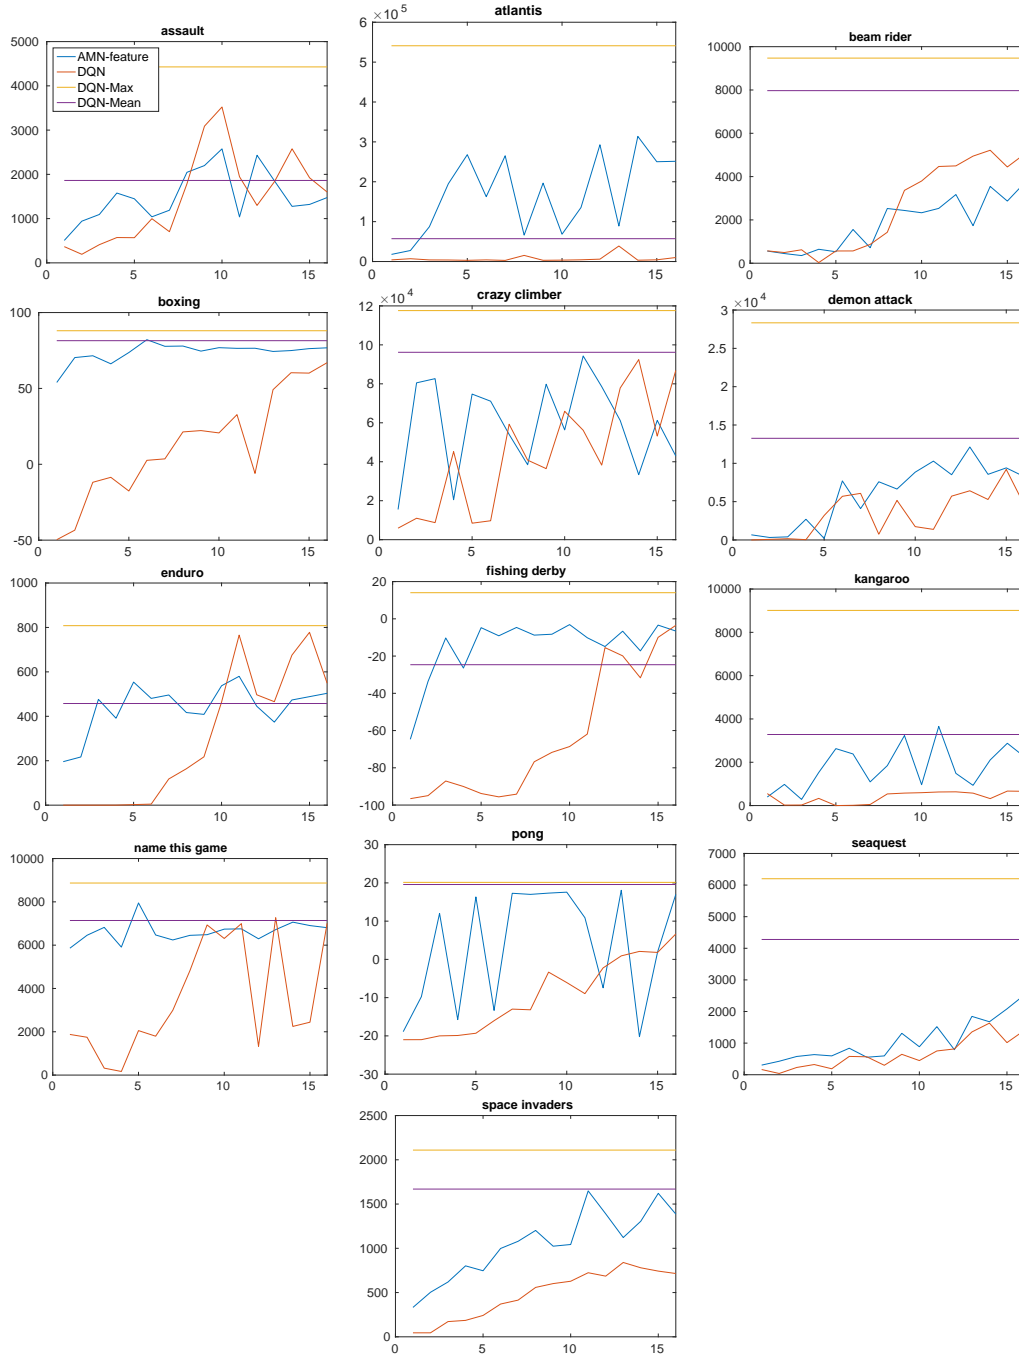 assault
5000
4000
3000
2000
1000
0
0 5 10 15
AMN-feature
DQN
DQN-Max
DQN-Mean
atlantis
×10^5
6
5
4
3
2
1
0
0 5 10 15
beam rider
10000
8000
6000
4000
2000
0
0 5 10 15
boxing
100
50
0
-50
0 5 10 15
crazy climber
×10^4
12
10
8
6
4
2
0
0 5 10 15
demon attack
×10^4
3
2.5
2
1.5
1
0.5
0
0 5 10 15
enduro
1000
800
600
400
200
0
0 5 10 15
fishing derby
20
0
-20
-40
-60
-80
-100
0 5 10 15
kangaroo
10000
8000
6000
4000
2000
0
0 5 10 15
name this game
10000
8000
6000
4000
2000
0
0 5 10 15
pong
30
20
10
0
-10
-20
-30
0 5 10 15
seaquest
7000
6000
5000
4000
3000
2000
1000
0
0 5 10 15
space invaders
2500
2000
1500
1000
500
0
0 5 10 15